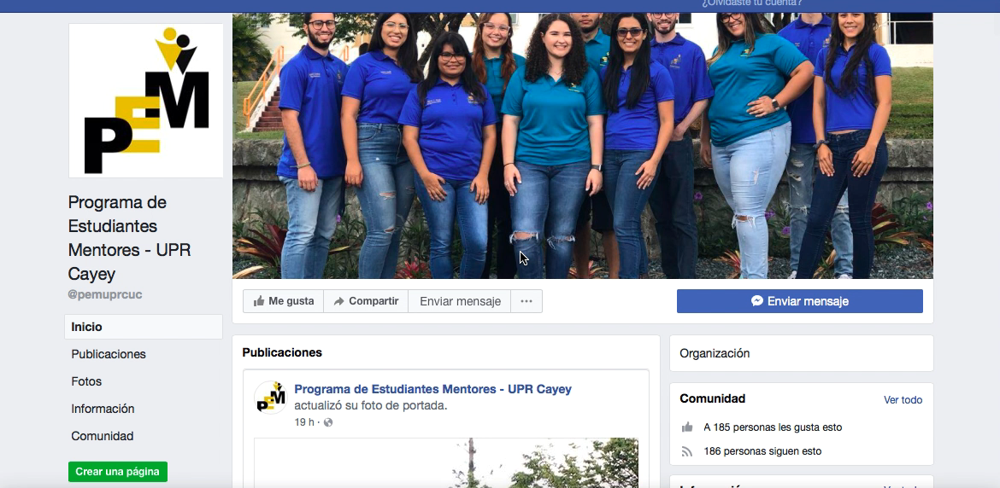 ¿Olvidaste tu cuenta?
PEM
Programa de
Estudiantes
Mentores - UPR
Cayey
@pemuprcuc
Inicio
Publicaciones
Fotos
Información
Comunidad
Crear una página
Me gusta
Compartir
Enviar mensaje
Enviar mensaje
Publicaciones
PEM
Programa de Estudiantes Mentores - UPR Cayey
actualizó su foto de portada.
19 h ·
Organización
Comunidad
Ver todo
A 185 personas les gusta esto
186 personas siguen esto